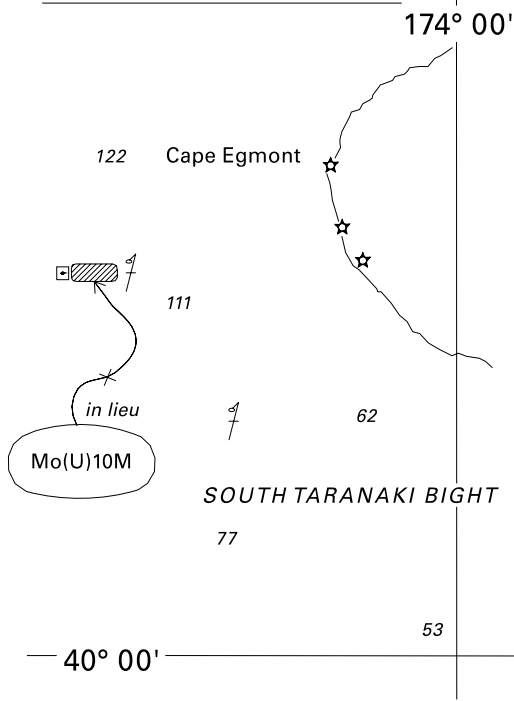 174° 00'
122
Cape Egmont
111
in lieu
62
Mo(U)10M
SOUTH TARANAKI BIGHT
77
53
40° 00'